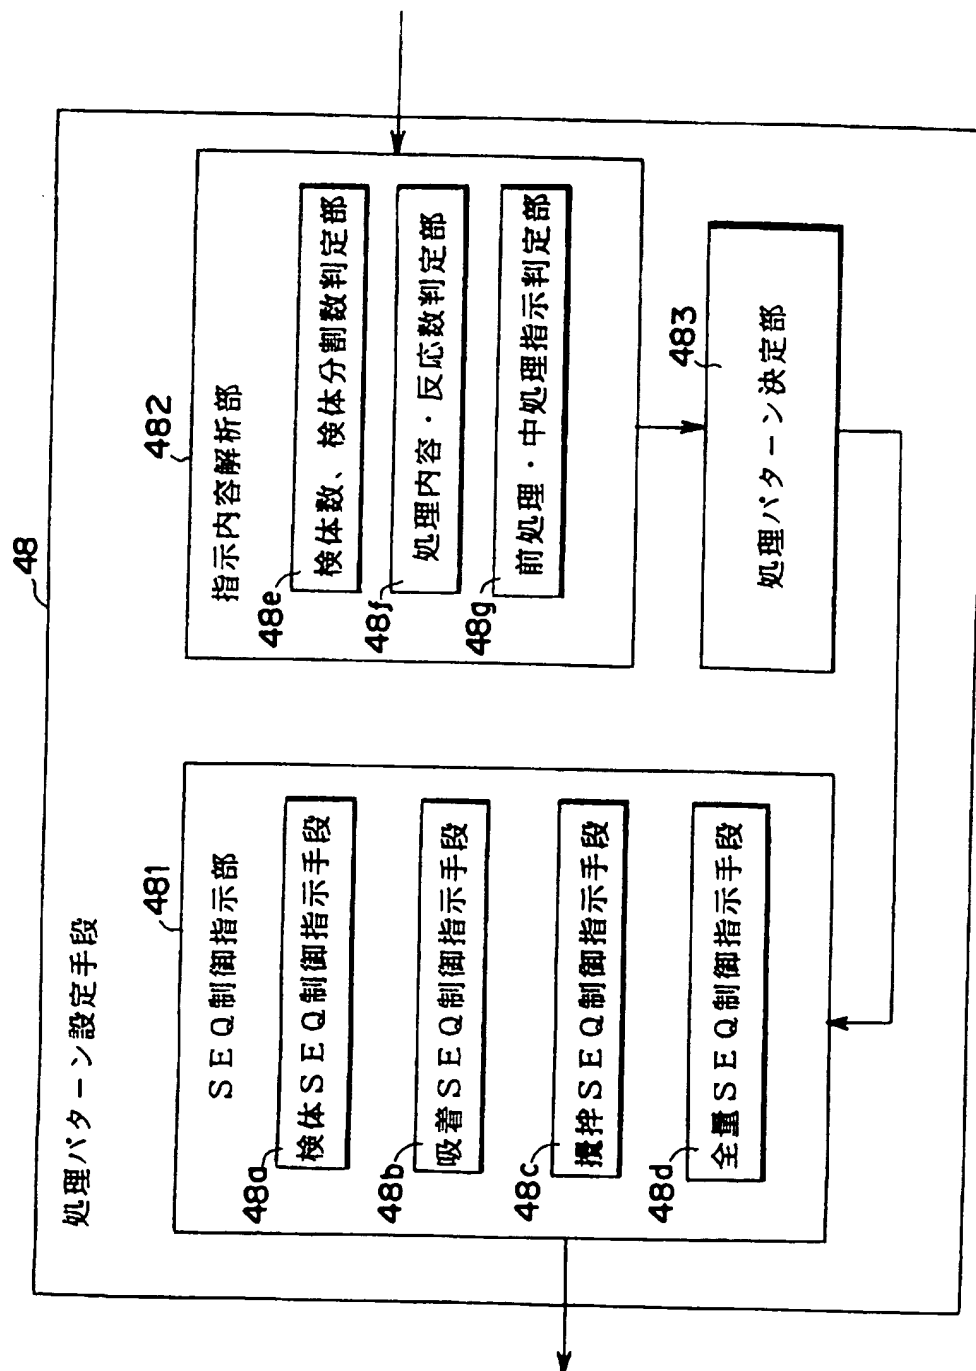 48
処理パターン設定手段
481
SEQ制御部指示部
48a
検体SEQ制御指示手段
48b
吸着SEQ制御指示手段
48c
攪拌SEQ制御指示手段
48d
全量SEQ制御指示手段
482
指示内容解析部
48e
検体数、検体分割数判定部
48f
処理内容・反応数判定部
48g
前処理・中処理指示判定部
483
処理パターン決定部